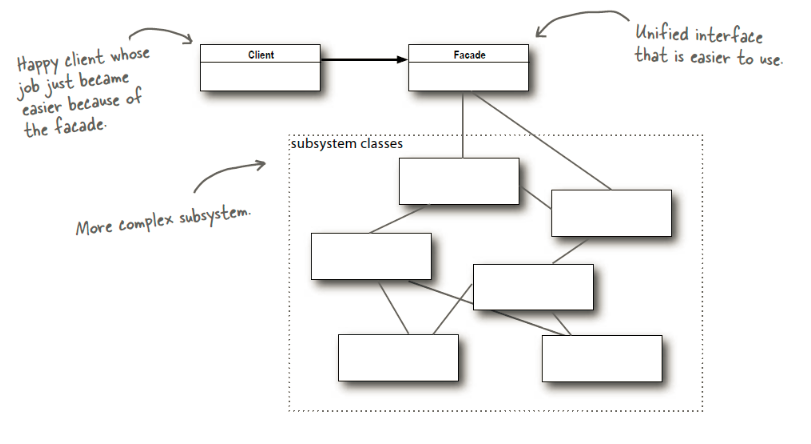 Happy client whose
job just became
easier because of
the facade.
Client
Facade
Unified interface
that is easier to use.
subsystem classes
More complex subsystem.